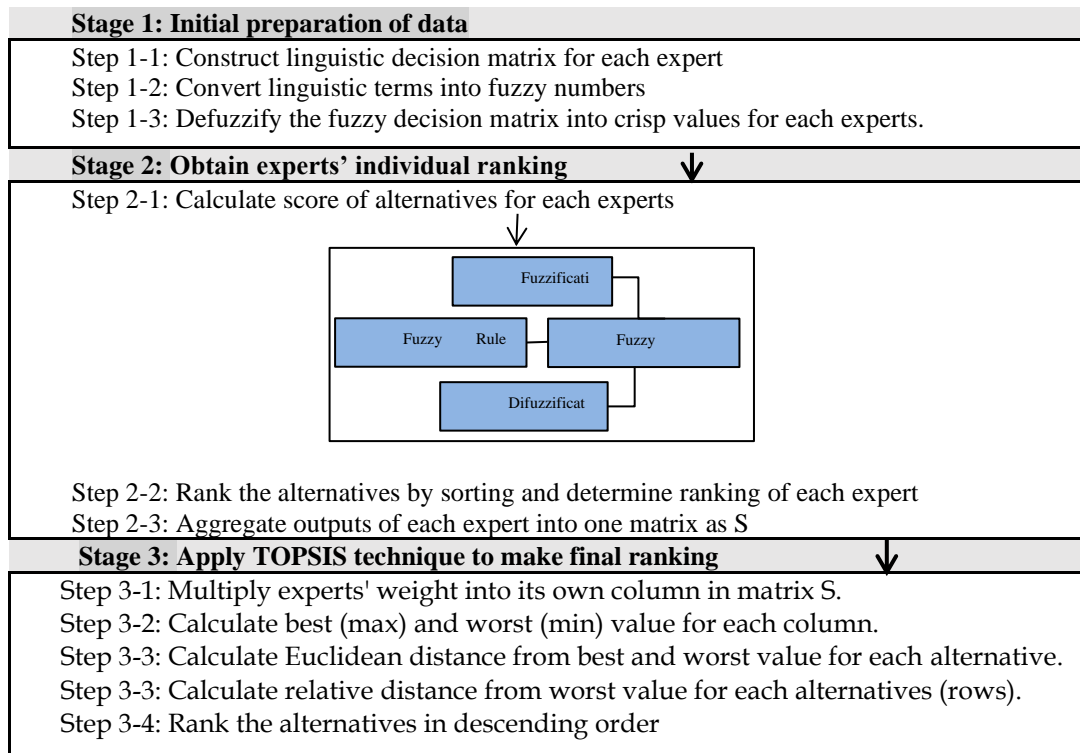 Stage 1: Initial preparation of data
Step 1-1: Construct linguistic decision matrix for each expert
Step 1-2: Convert linguistic terms into fuzzy numbers
Step 1-3: Defuzzify the fuzzy decision matrix into crisp values for each experts.
Stage 2: Obtain experts’ individual ranking
Step 2-1: Calculate score of alternatives for each experts
Fuzzificati
Fuzzy Rule
Fuzzy
Difuzzificat
Step 2-2: Rank the alternatives by sorting and determine ranking of each expert
Step 2-3: Aggregate outputs of each expert into one matrix as S
Stage 3: Apply TOPSIS technique to make final ranking
Step 3-1: Multiply experts' weight into its own column in matrix S.
Step 3-2: Calculate best (max) and worst (min) value for each column.
Step 3-3: Calculate Euclidean distance from best and worst value for each alternative.
Step 3-3: Calculate relative distance from worst value for each alternatives (rows).
Step 3-4: Rank the alternatives in descending order